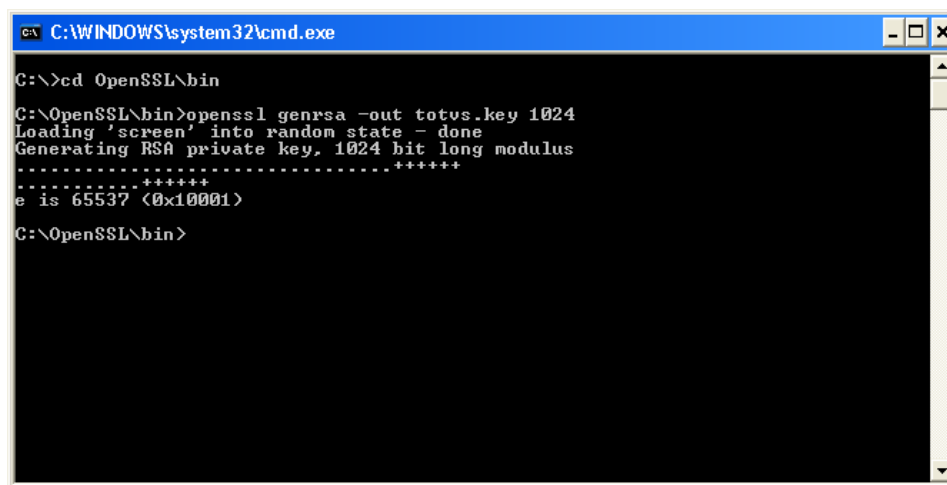 C:\WINDOWS\system32\cmd.exe
C:\>cd OpenSSL\bin
C:\OpenSSL\bin>openssl genrsa -out totvs.key 1024
Loading 'screen' into random state - done
Generating RSA private key, 1024 bit long modulus
.................................++++++
...........++++++
e is 65537 (0x10001)
C:\OpenSSL\bin>